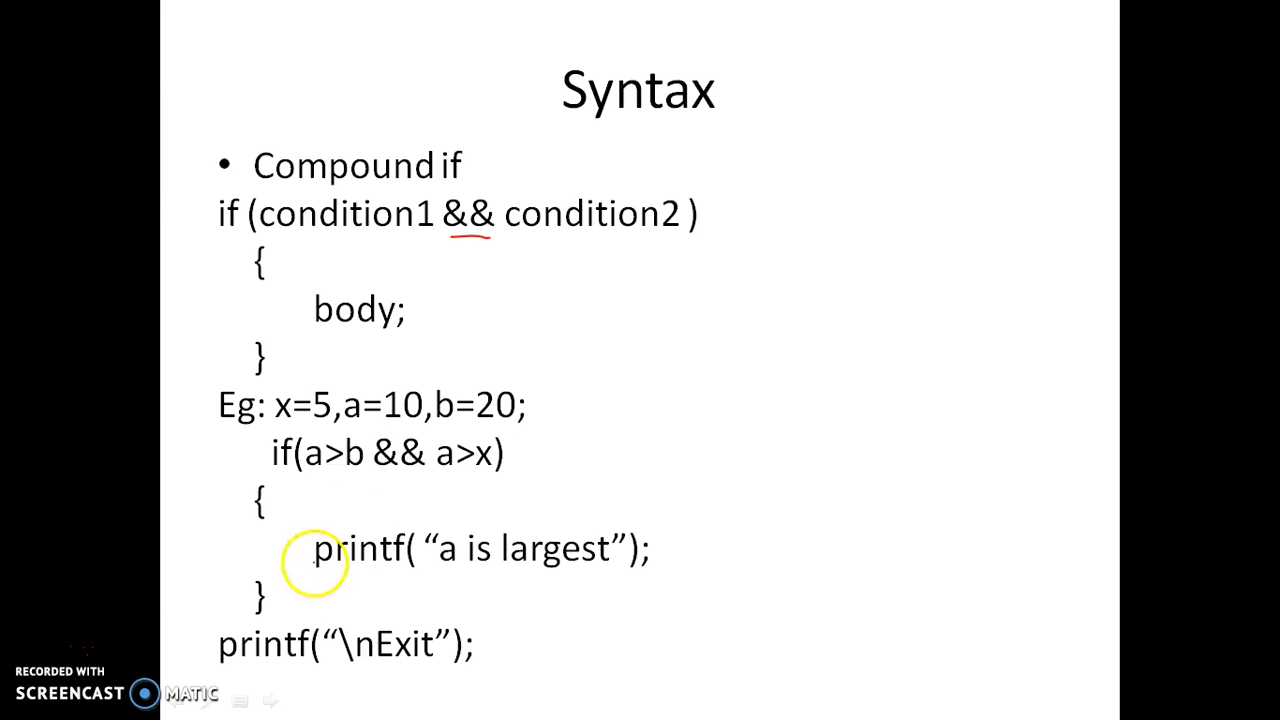 Syntax
• Compound if
if (condition1 && condition2 )
{
body;
}
Eg: x=5,a=10,b=20;
if(a>b && a>x)
{
printf( “a is largest”);
}
printf(“\nExit”);
RECORDED WITH
SCREENCAST MATIC